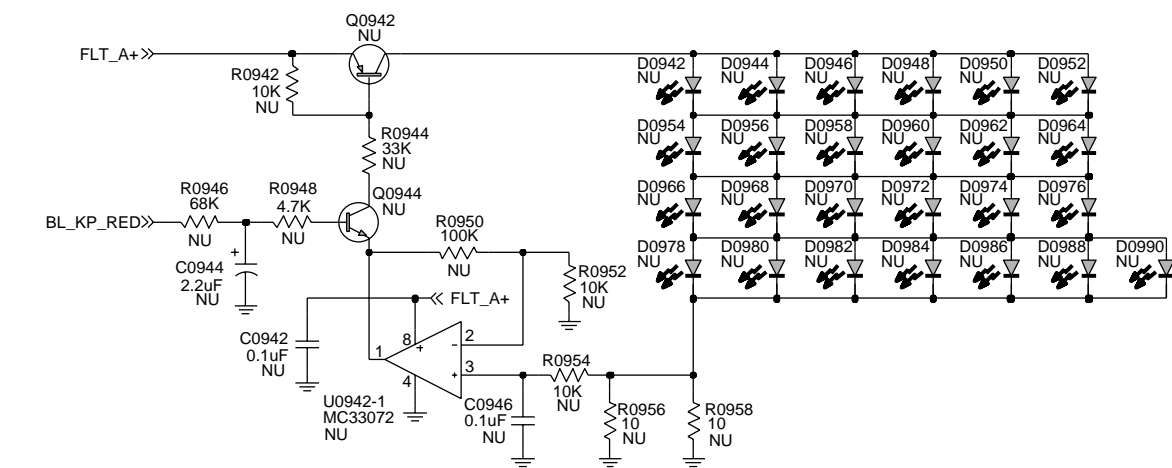 Q0942
NU
FLT_A+
R0942
10K
NU
D0942
NU
D0944
NU
D0946
NU
D0948
NU
D0950
NU
D0952
NU
R0944
33K
NU
D0954
NU
D0956
NU
D0958
NU
D0960
NU
D0962
NU
D0964
NU
R0946
68K
NU
R0948
4.7K
NU
Q0944
NU
D0966
NU
D0968
NU
D0970
NU
D0972
NU
D0974
NU
D0976
NU
BL_KP_RED
R0950
100K
NU
D0978
NU
D0980
NU
D0982
NU
D0984
NU
D0986
NU
D0988
NU
D0990
NU
+
C0944
2.2uF
NU
R0952
10K
NU
FLT_A+
C0942
0.1uF
NU
8
+
2
-
1
3
+
4
U0942-1
MC33072
NU
R0954
10K
NU
C0946
0.1uF
NU
R0956
10
NU
R0958
10
NU